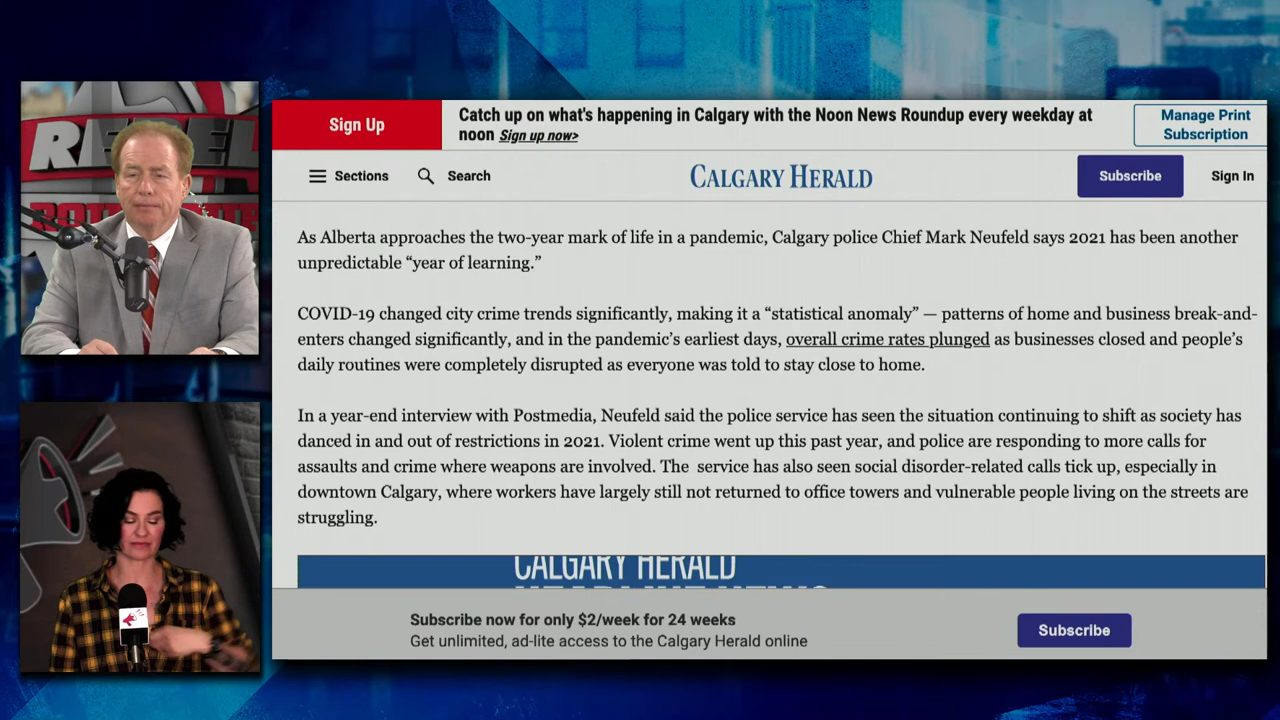 REBEL
Sign Up
Catch up on what's happening in Calgary with the Noon News Roundup every weekday at
noon Sign up now>
Manage Print
Subscription
Sections
Search
CALGARY HERALD
Subscribe
Sign In
As Alberta approaches the two-year mark of life in a pandemic, Calgary police Chief Mark Neufeld says 2021 has been another
unpredictable “year of learning.”
COVID-19 changed city crime trends significantly, making it a “statistical anomaly” — patterns of home and business break-and-
enters changed significantly, and in the pandemic’s earliest days, overall crime rates plunged as businesses closed and people’s
daily routines were completely disrupted as everyone was told to stay close to home.
In a year-end interview with Postmedia, Neufeld said the police service has seen the situation continuing to shift as society has
danced in and out of restrictions in 2021. Violent crime went up this past year, and police are responding to more calls for
assaults and crime where weapons are involved. The service has also seen social disorder-related calls tick up, especially in
downtown Calgary, where workers have largely still not returned to office towers and vulnerable people living on the streets are
struggling.
CALGARY HERALD
Subscribe now for only $2/week for 24 weeks
Get unlimited, ad-lite access to the Calgary Herald online
Subscribe